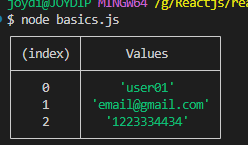 joydi@JOYDIP MINGW64 /g/Reactjs/rea
$ node basics.js
(index) Values
0 'user01'
1 'email@gmail.com'
2 '1223334434'